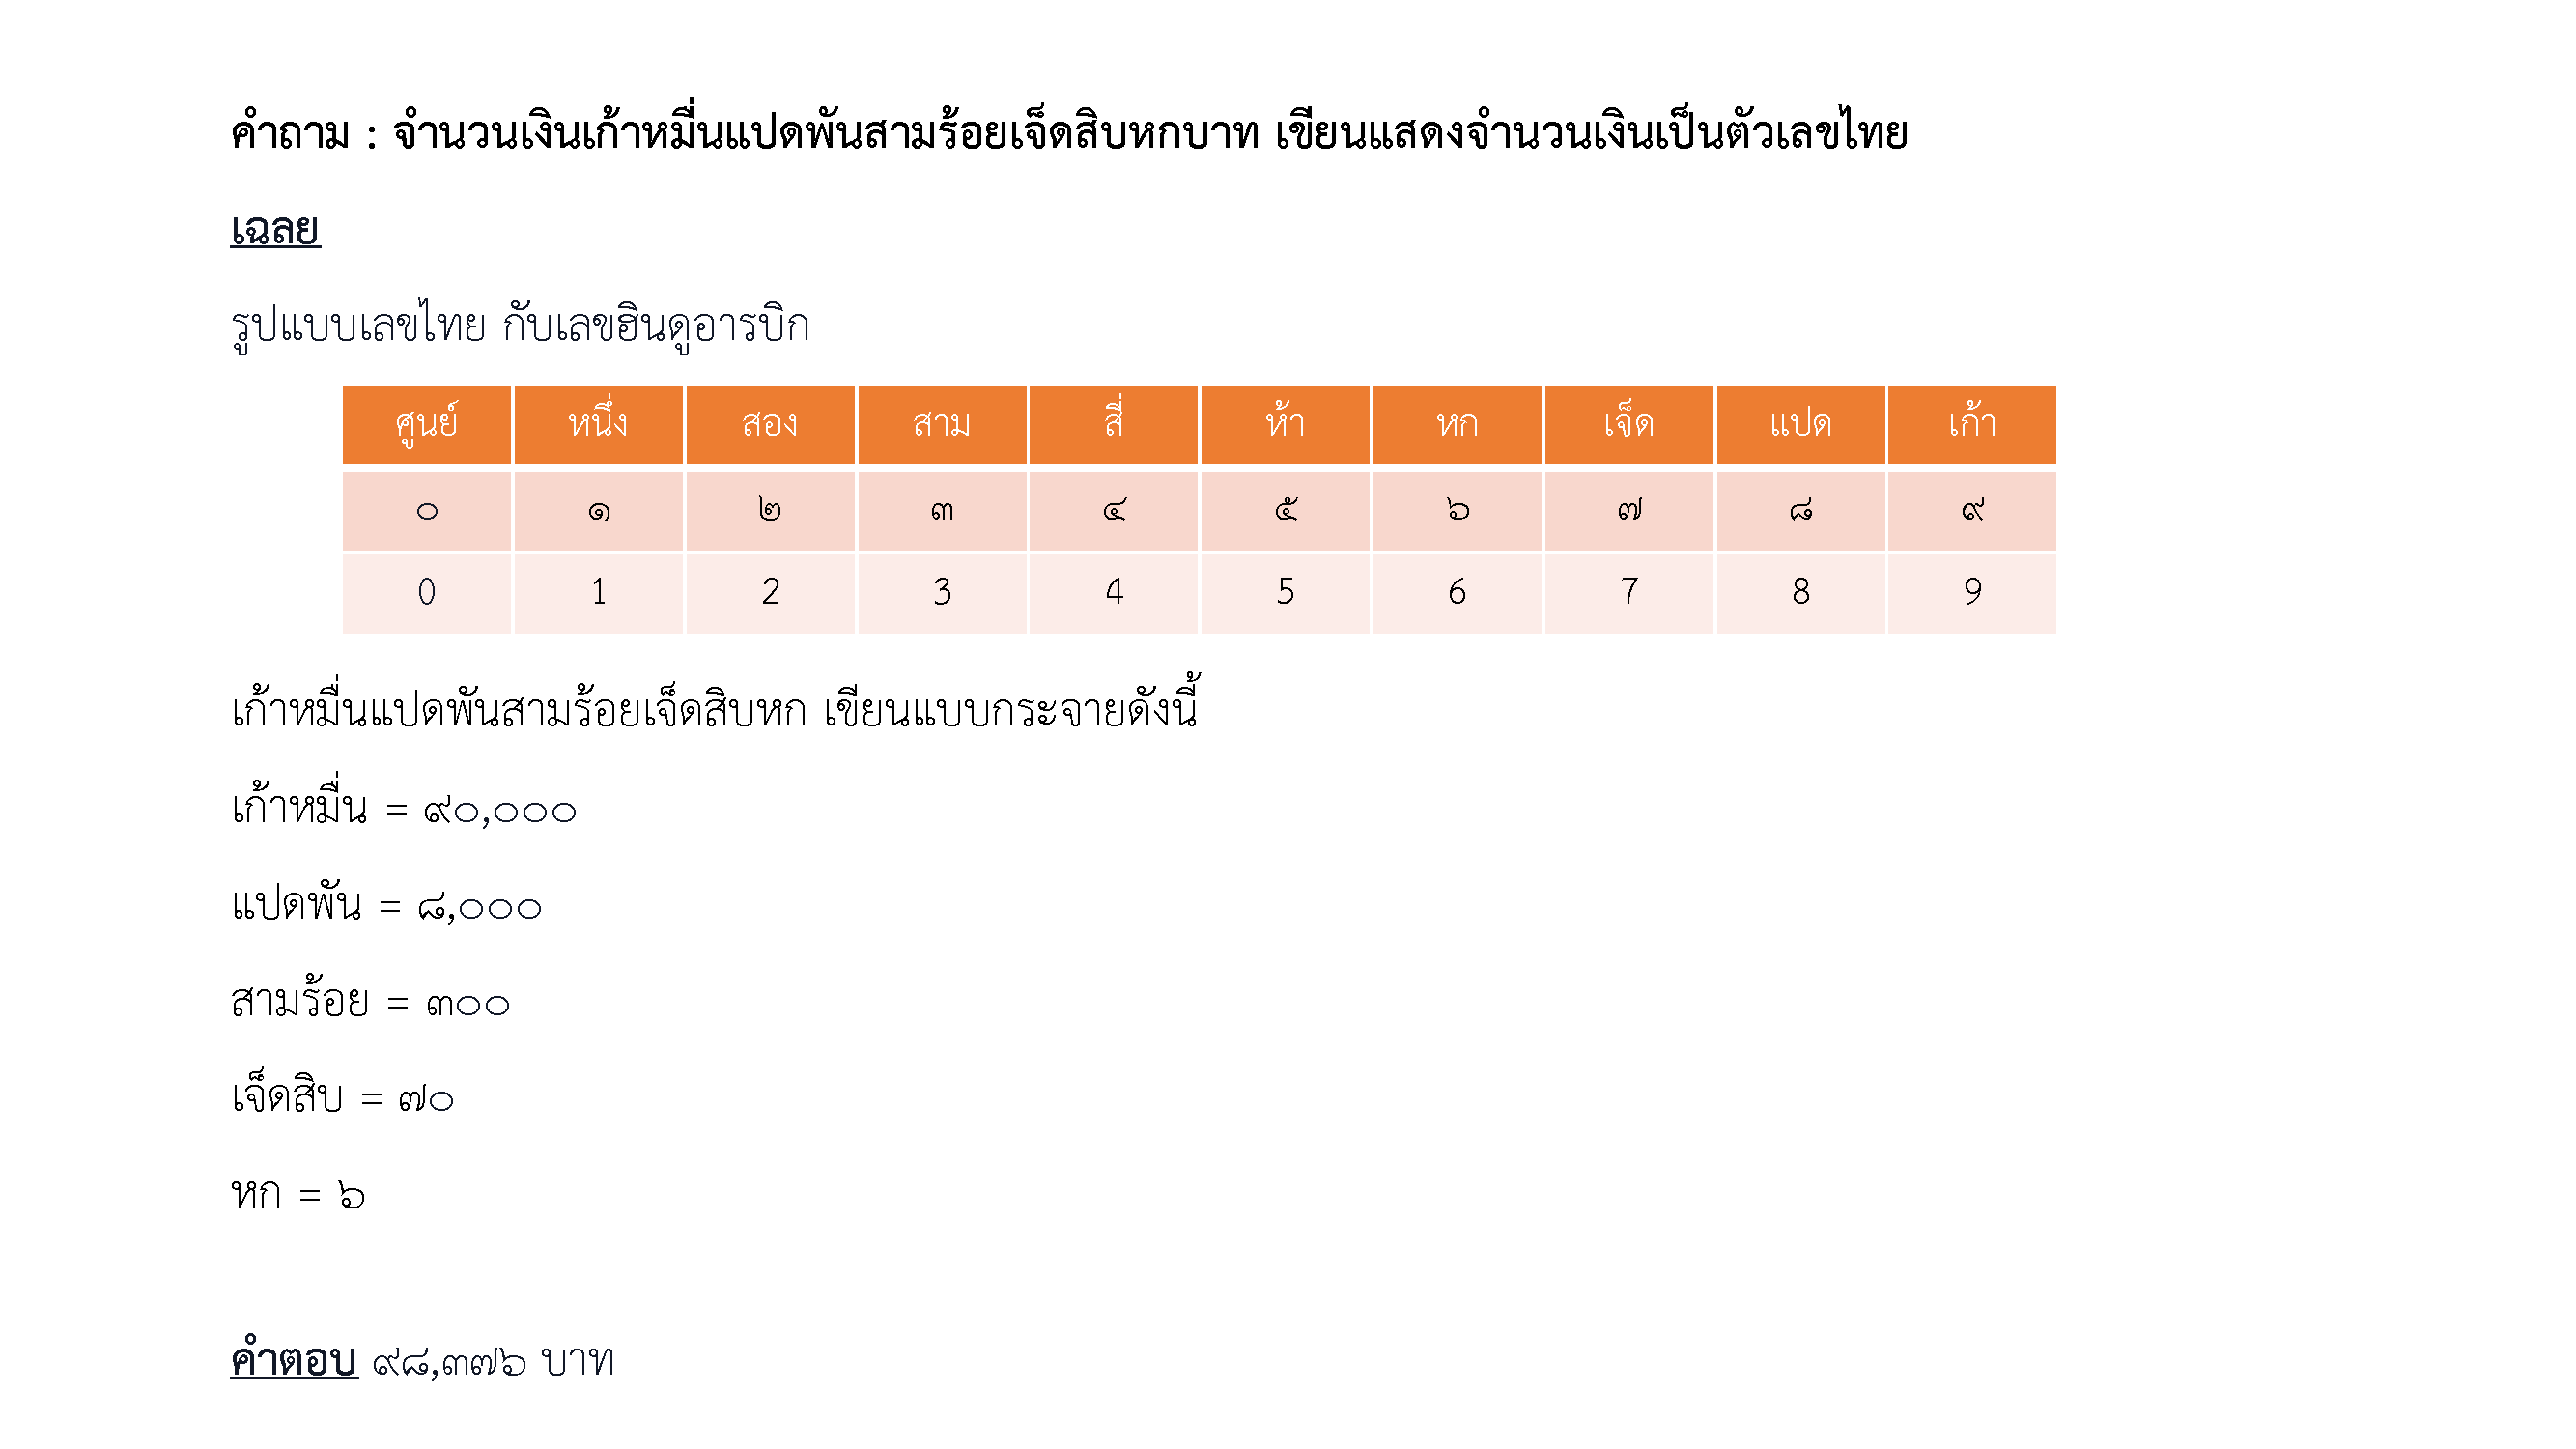 คำถาม : จำนวนเงินเก้าหมื่นแปดพันสามร้อยเจ็ดสิบหกบาท เขียนแสดงจำนวนเงินเป็นตัวเลขไทย
เฉลย
รูปแบบเลขไทย กับเลขฮินดูอารบิก
ศูนย์ หนึ่ง สอง สาม สี่ ห้า หก เจ็ด แปด เก้า
๐ ๑ ๒ ๓ ๔ ๕ ๖ ๗ ๘ ๙
0 1 2 3 4 5 6 7 8 9
เก้าหมื่นแปดพันสามร้อยเจ็ดสิบหก เขียนแบบกระจายดังนี้
เก้าหมื่น = ๙๐,๐๐๐
แปดพัน = ๘,๐๐๐
สามร้อย = ๓๐๐
เจ็ดสิบ = ๗๐
หก = ๖
คำตอบ ๙๘,๓๗๖ บาท